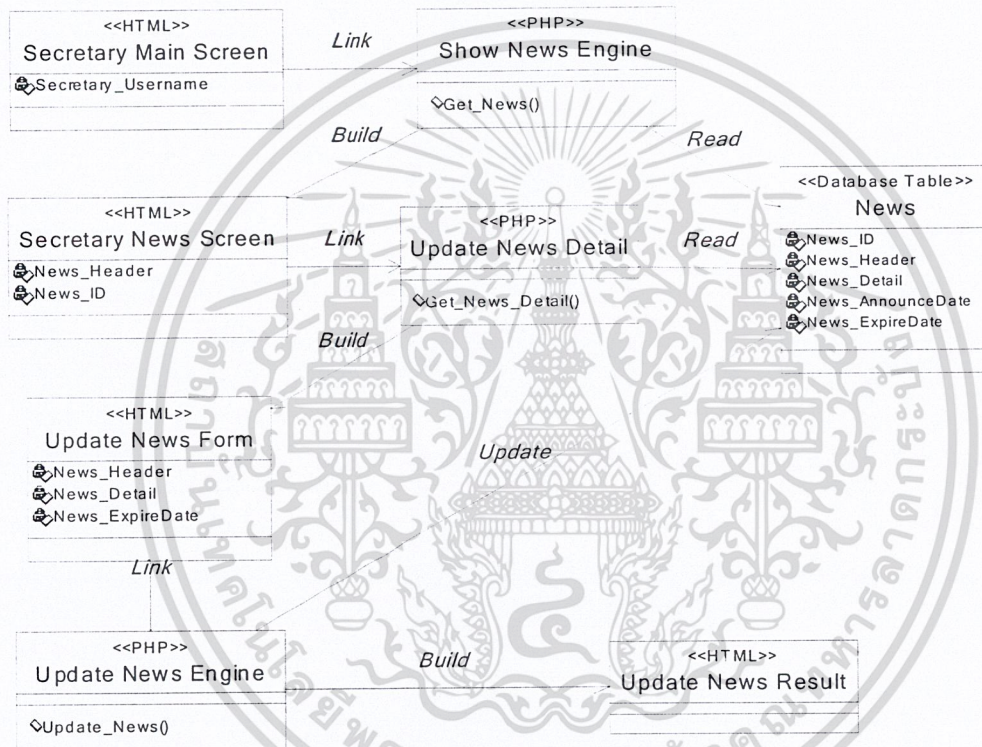 <<HTML>>
Secretary Main Screen
Secretary_Username
Link
<<PHP>>
Show News Engine
Get_News()
Build
Read
<<Database Table>>
News
News_ID
News_Header
News_Detail
News_AnnounceDate
News_ExpireDate
<<HTML>>
Secretary News Screen
News_Header
News_ID
Link
<<PHP>>
Update News Detail
Get_News_Detail()
Read
Build
<<HTML>>
Update News Form
News_Header
News_Detail
News_ExpireDate
Update
Link
<<PHP>>
Update News Engine
Update_News()
Build
<<HTML>>
Update News Result